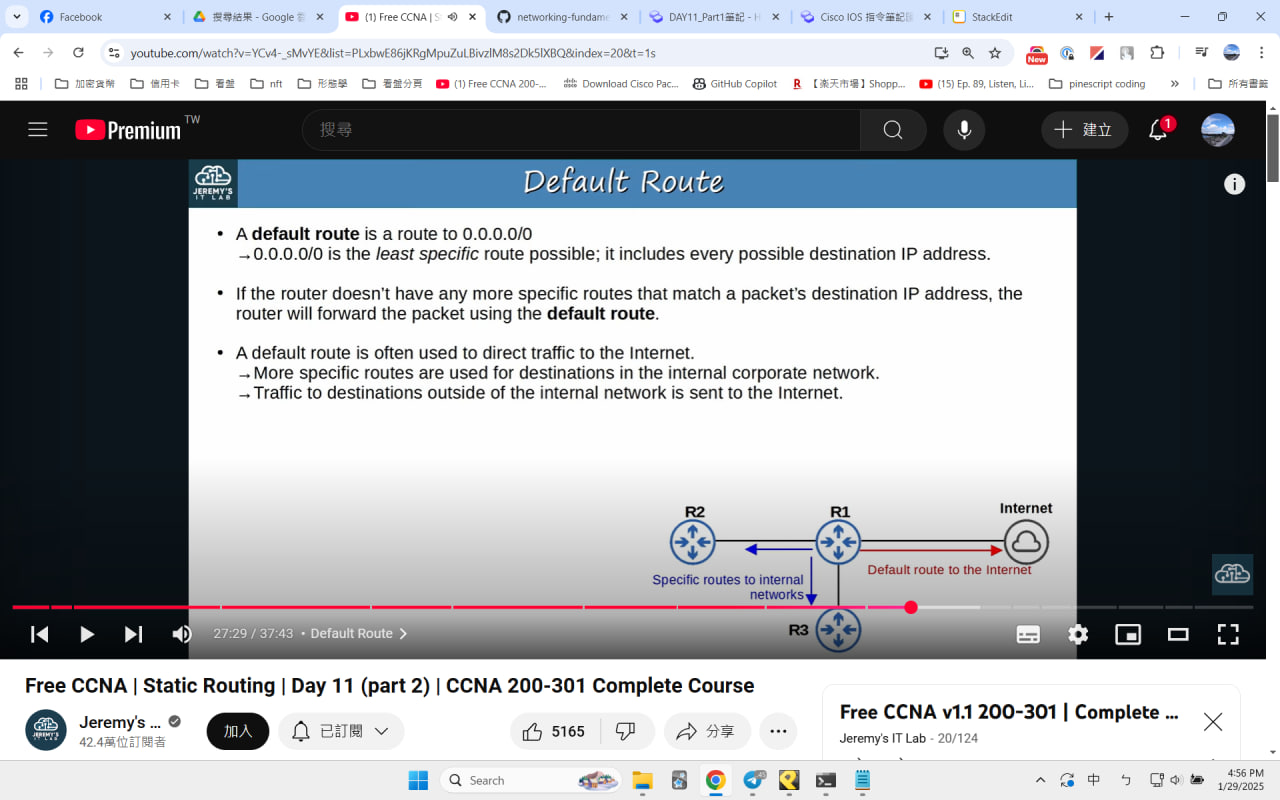 Facebook
搜尋結果 - Google 雲
(1) Free CCNA | S
networking-fundame
DAY11_Part1筆記 - H
Cisco IOS 指令筆記
StackEdit
youtube.com/watch?v=YCv4-_sMvYE&list=PLxbwE86jKRgMpuZuLBivzlM8s2Dk5lXBQ&index=20&t=1s
New
加密貨幣
信用卡
看盤
nft
形態學
看盤分頁
(1) Free CCNA 200-...
Download Cisco Pac...
GitHub Copilot
【楽天市場】Shopp...
(15) Ep. 89, Listen, Li...
pinescript coding
所有書籤
Premium TW
搜尋
建立
1
JEREMY'S
IT LAB
Default Route
• A default route is a route to 0.0.0.0/0
→0.0.0.0/0 is the least specific route possible; it includes every possible destination IP address.
• If the router doesn't have any more specific routes that match a packet's destination IP address, the
router will forward the packet using the default route.
• A default route is often used to direct traffic to the Internet.
→More specific routes are used for destinations in the internal corporate network.
→Traffic to destinations outside of the internal network is sent to the Internet.
R2
R1
Internet
Default route to the Internet
Specific routes to internal
networks
R3
27:29 / 37:43 • Default Route
Free CCNA | Static Routing | Day 11 (part 2) | CCNA 200-301 Complete Course
JEREMY'S
IT LAB
Jeremy's ...
42.4萬位訂閱者
加入
已訂閱
5165
分享
Free CCNA v1.1 200-301 | Complete ...
Jeremy's IT Lab - 20/124
Search
中
4:56 PM
1/29/2025